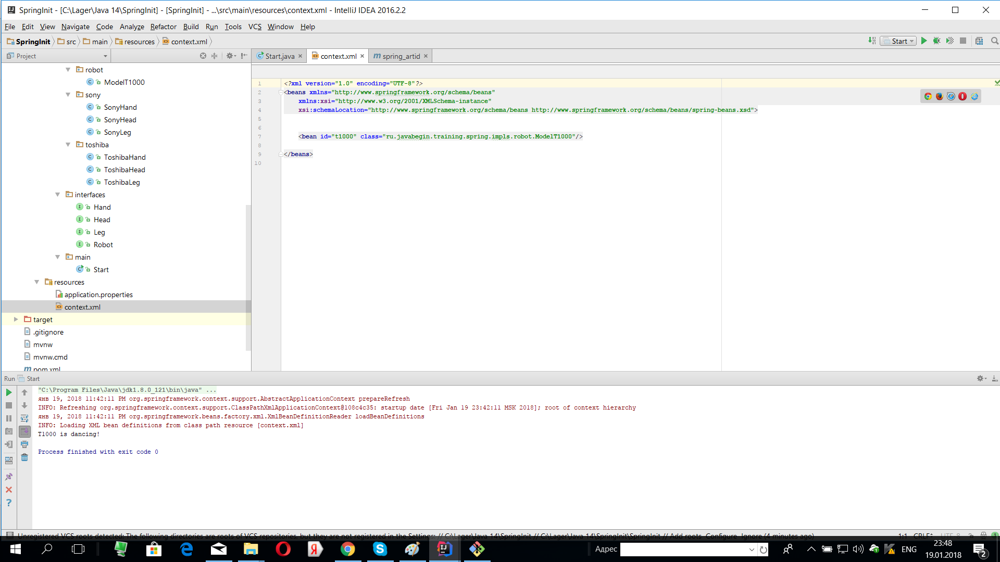 SpringInit - [C:\Lager\Java 14\SpringInit] - [SpringInit] - ...\src\main\resources\context.xml - IntelliJ IDEA 2016.2.2
File Edit View Navigate Code Analyze Refactor Build Run Tools VCS Window Help
SpringInit src main resources context.xml Start
Project Start.java context.xml spring_artid
robot
ModelT1000
sony
SonyHand
SonyHead
SonyLeg
toshiba
ToshibaHand
ToshibaHead
ToshibaLeg
interfaces
Hand
Head
Leg
Robot
main
Start
resources
application.properties
context.xml
target
.gitignore
mvnw
mvnw.cmd
pom.xml
1 <?xml version="1.0" encoding="UTF-8"?>
2 <beans xmlns="http://www.springframework.org/schema/beans"
3 xmlns:xsi="http://www.w3.org/2001/XMLSchema-instance"
4 xsi:schemaLocation="http://www.springframework.org/schema/beans http://www.springframework.org/schema/beans/spring-beans.xsd">
5
6
7 <bean id="t1000" class="ru.javabegin.training.spring.impls.robot.ModelT1000"/>
8
9 </beans>
10
Run Start
"C:\Program Files\Java\jdk1.8.0_121\bin\java" ...
янв 19, 2018 11:42:11 PM org.springframework.context.support.AbstractApplicationContext prepareRefresh
INFO: Refreshing org.springframework.context.support.ClassPathXmlApplicationContext@108c4c35: startup date [Fri Jan 19 23:42:11 MSK 2018]; root of context hierarchy
янв 19, 2018 11:42:11 PM org.springframework.beans.factory.xml.XmlBeanDefinitionReader loadBeanDefinitions
INFO: Loading XML bean definitions from class path resource [context.xml]
T1000 is dancing!
Process finished with exit code 0
Unregistered VCS roots detected: The following directories are roots of VCS repositories, but they are not registered in the Settings: // C:\Lager\Java 14\SpringInit // C:\Lager\Java 14\SpringInit\SpringInit // Add roots Configure Ignore (4 minutes ago) 1:1 CRLF UTF-8 1
Адрес ENG 23:48
19.01.2018 2